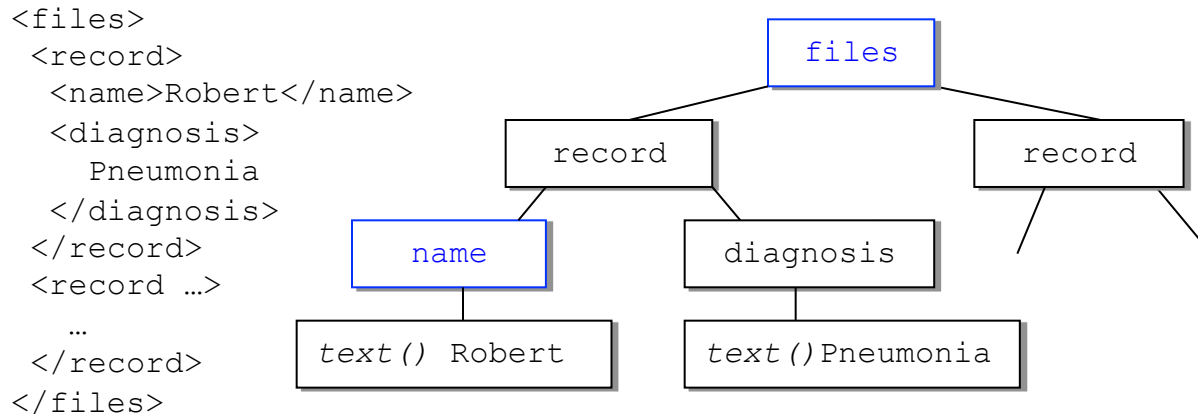 <files>
<record>
<name>Robert</name>
<diagnosis>
Pneumonia
</diagnosis>
</record>
<record …>
…
</record>
</files>
files
record
record
name
diagnosis
text() Robert
text()Pneumonia